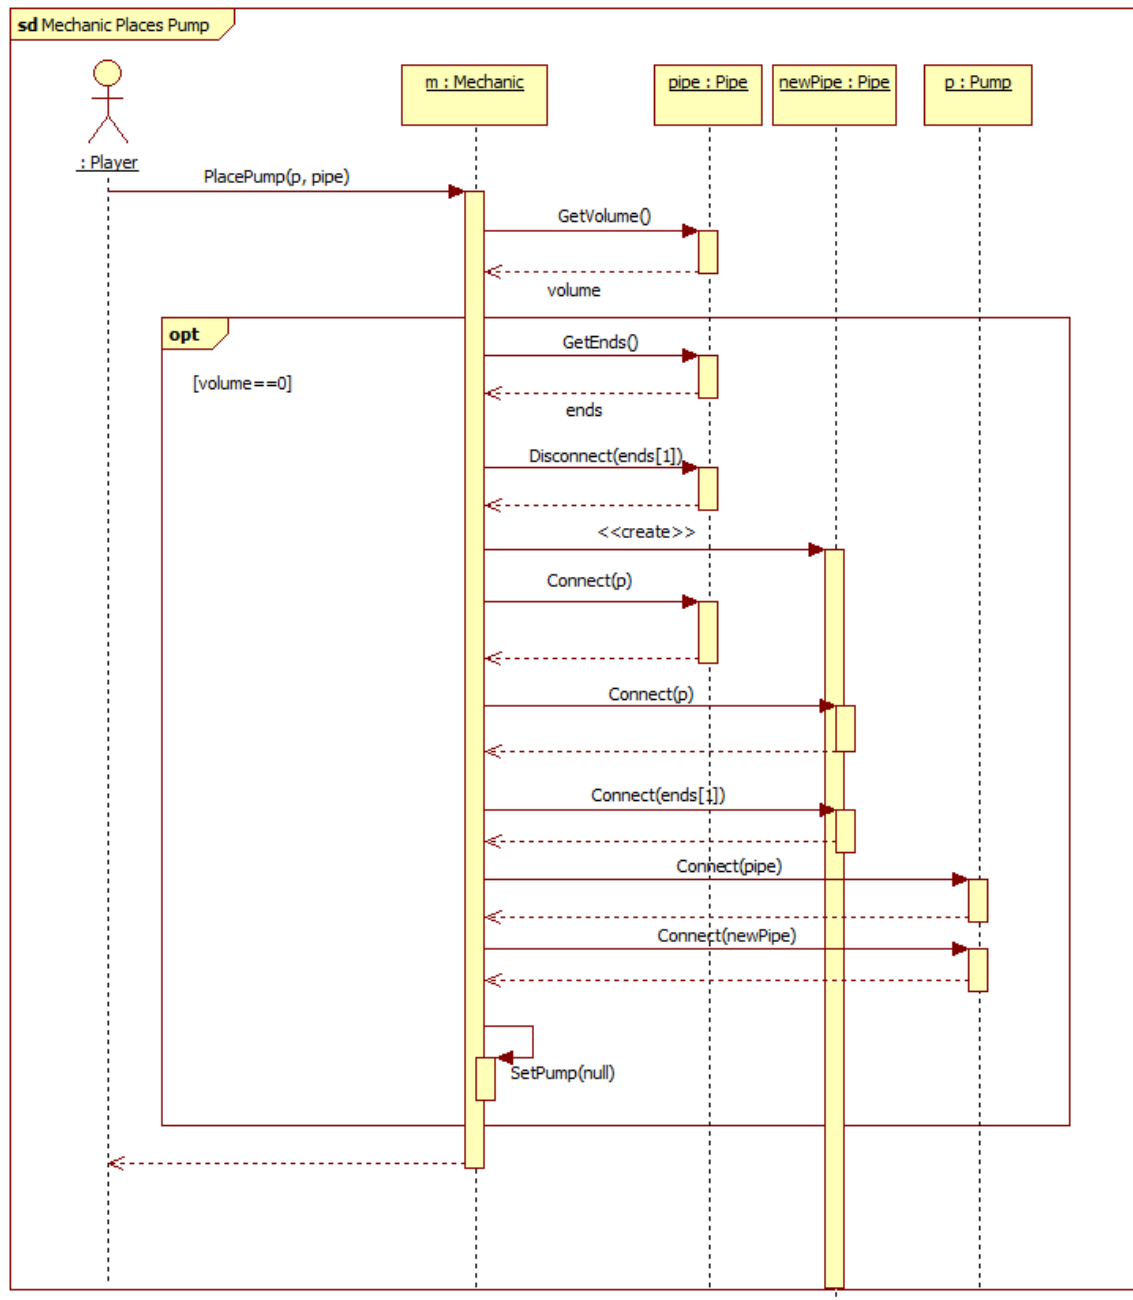 sd Mechanic Places Pump
m : Mechanic
pipe : Pipe
newPipe : Pipe
p : Pump
: Player
PlacePump(p, pipe)
GetVolume()
volume
opt
GetEnds()
[volume==0]
ends
Disconnect(ends[1])
<<create>>
Connect(p)
Connect(p)
Connect(ends[1])
Connect(pipe)
Connect(newPipe)
SetPump(null)